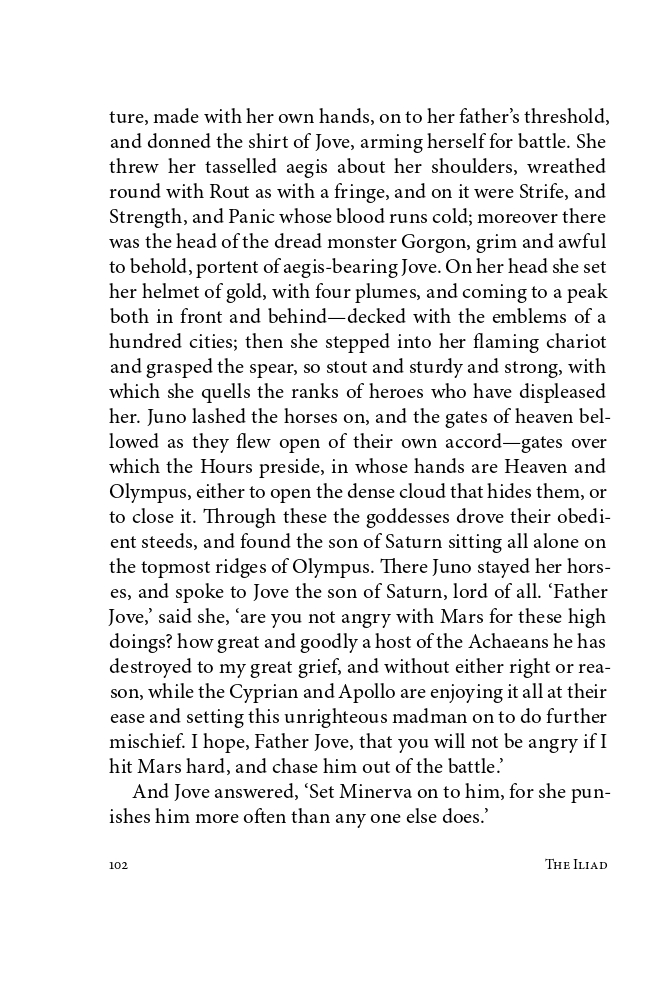 ture, made with her own hands, on to her father’s threshold,
and donned the shirt of Jove, arming herself for battle. She
threw her tasselled aegis about her shoulders, wreathed
round with Rout as with a fringe, and on it were Strife, and
Strength, and Panic whose blood runs cold; moreover there
was the head of the dread monster Gorgon, grim and awful
to behold, portent of aegis-bearing Jove. On her head she set
her helmet of gold, with four plumes, and coming to a peak
both in front and behind—decked with the emblems of a
hundred cities; then she stepped into her flaming chariot
and grasped the spear, so stout and sturdy and strong, with
which she quells the ranks of heroes who have displeased
her. Juno lashed the horses on, and the gates of heaven bel-
lowed as they flew open of their own accord—gates over
which the Hours preside, in whose hands are Heaven and
Olympus, either to open the dense cloud that hides them, or
to close it. Through these the goddesses drove their obedi-
ent steeds, and found the son of Saturn sitting all alone on
the topmost ridges of Olympus. There Juno stayed her hors-
es, and spoke to Jove the son of Saturn, lord of all. ‘Father
Jove,’ said she, ‘are you not angry with Mars for these high
doings? how great and goodly a host of the Achaeans he has
destroyed to my great grief, and without either right or rea-
son, while the Cyprian and Apollo are enjoying it all at their
ease and setting this unrighteous madman on to do further
mischief. I hope, Father Jove, that you will not be angry if I
hit Mars hard, and chase him out of the battle.’
And Jove answered, ‘Set Minerva on to him, for she pun-
ishes him more often than any one else does.’
102 The Iliad